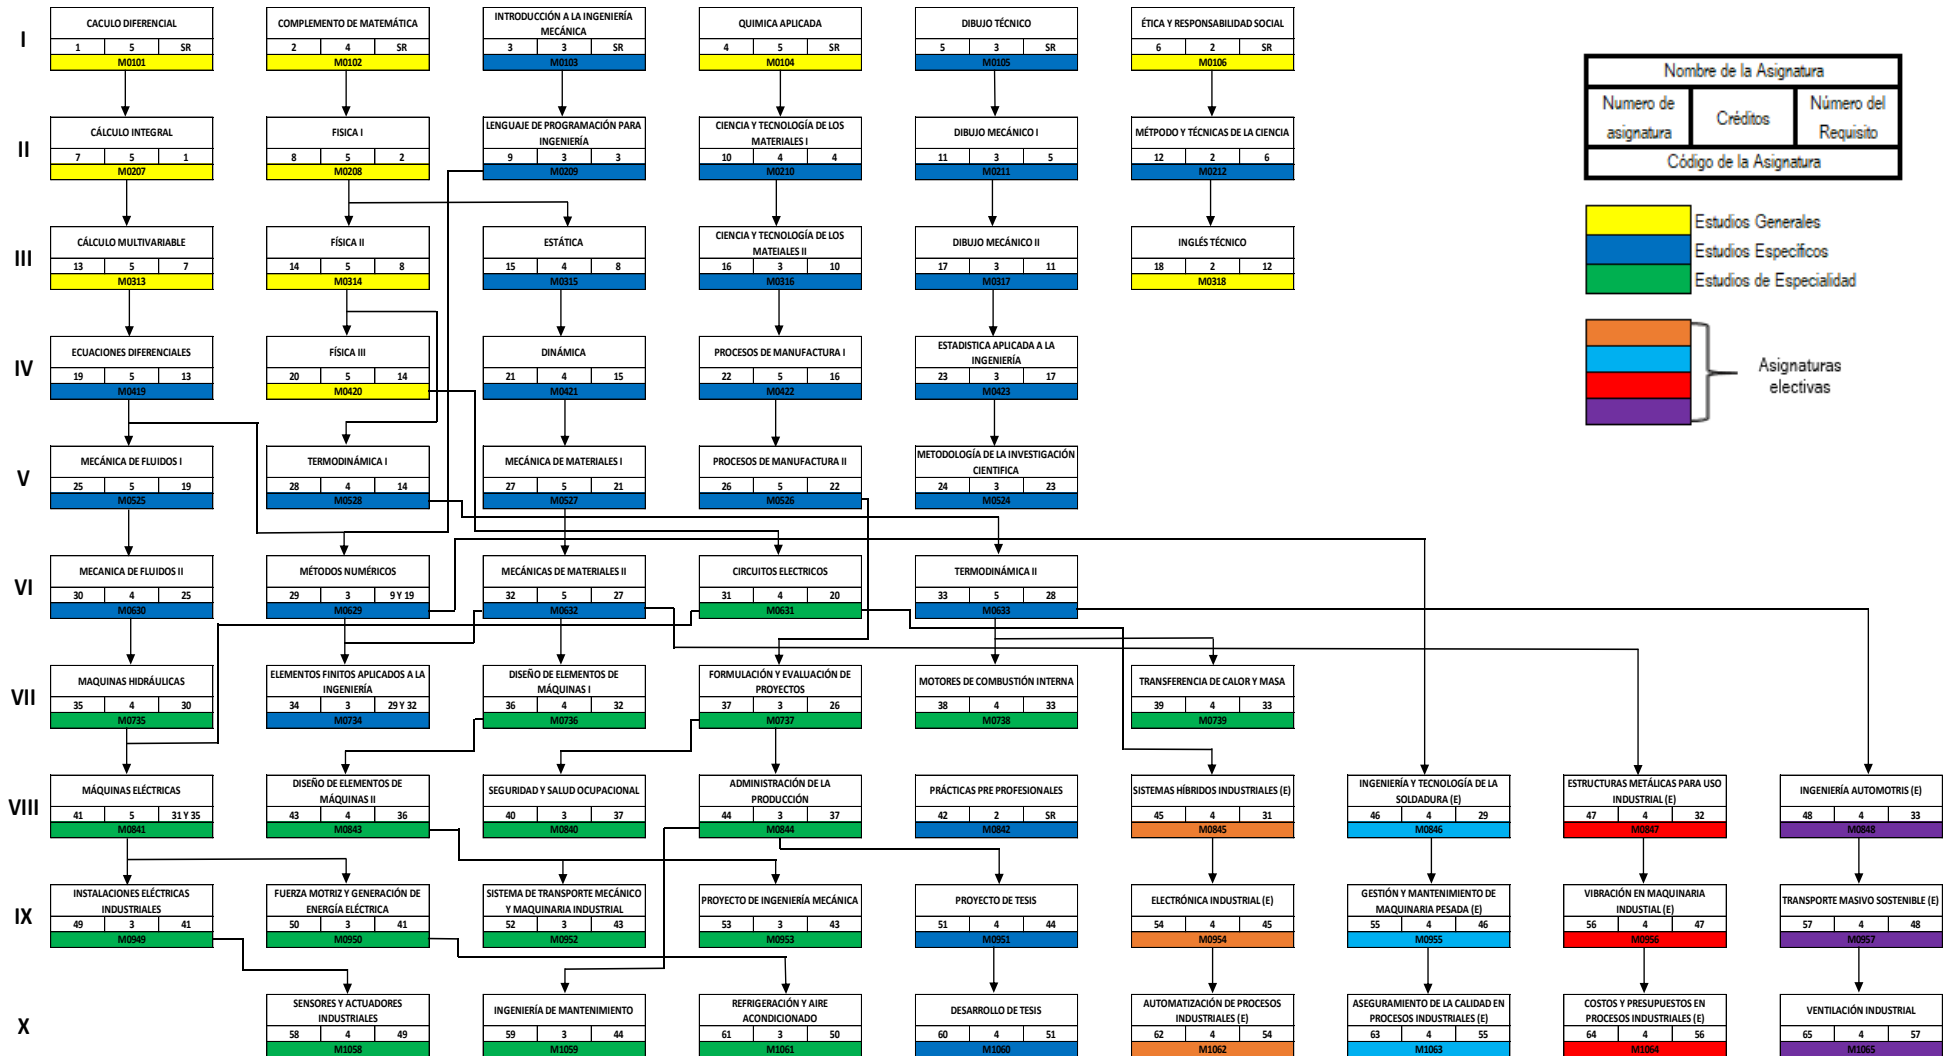 I
CACULO DIFERENCIAL
1 5 SR
M0101
COMPLEMENTO DE MATEMÁTICA
2 4 SR
M0102
INTRODUCCIÓN A LA INGENIERÍA
MECÁNICA
3 3 SR
M0103
QUIMICA APLICADA
4 5 SR
M0104
DIBUJO TÉCNICO
5 3 SR
M0105
ÉTICA Y RESPONSABILIDAD SOCIAL
6 2 SR
M0106
Nombre de la Asignatura
Numero de
asignatura
Créditos
Número del
Requisito
Código de la Asignatura
Estudios Generales
Estudios Específicos
Estudios de Especialidad
Asignaturas
electivas
II
CÁLCULO INTEGRAL
7 5 1
M0207
FISICA I
8 5 2
M0208
LENGUAJE DE PROGRAMACIÓN PARA
INGENIERÍA
9 3 3
M0209
CIENCIA Y TECNOLOGÍA DE LOS
MATERIALES I
10 4 4
M0210
DIBUJO MECÁNICO I
11 3 5
M0211
MÉTPODO Y TÉCNICAS DE LA CIENCIA
12 2 6
M0212
III
CÁLCULO MULTIVARIABLE
13 5 7
M0313
FÍSICA II
14 5 8
M0314
ESTÁTICA
15 4 8
M0315
CIENCIA Y TECNOLOGÍA DE LOS
MATEIALES II
16 3 10
M0316
DIBUJO MECÁNICO II
17 3 11
M0317
INGLÉS TÉCNICO
18 2 12
M0318
IV
ECUACIONES DIFERENCIALES
19 5 13
M0419
FÍSICA III
20 5 14
M0420
DINÁMICA
21 4 15
M0421
PROCESOS DE MANUFACTURA I
22 5 16
M0422
ESTADISTICA APLICADA A LA
INGENIERÍA
23 3 17
M0423
V
MECÁNICA DE FLUIDOS I
25 5 19
M0525
TERMODINÁMICA I
28 4 14
M0528
MECÁNICA DE MATERIALES I
27 5 21
M0527
PROCESOS DE MANUFACTURA II
26 5 22
M0526
METODOLOGÍA DE LA INVESTIGACIÓN
CIENTIFICA
24 3 23
M0524
VI
MECANICA DE FLUIDOS II
30 4 25
M0630
MÉTODOS NUMÉRICOS
29 3 9 Y 19
M0629
MECÁNICAS DE MATERIALES II
32 5 27
M0632
CIRCUITOS ELECTRICOS
31 4 20
M0631
TERMODINÁMICA II
33 5 28
M0633
VII
MAQUINAS HIDRÁULICAS
35 4 30
M0735
ELEMENTOS FINITOS APLICADOS A LA
INGENIERÍA
34 3 29 Y 32
M0734
DISEÑO DE ELEMENTOS DE
MÁQUINAS I
36 4 32
M0736
FORMULACIÓN Y EVALUACIÓN DE
PROYECTOS
37 3 26
M0737
MOTORES DE COMBUSTIÓN INTERNA
38 4 33
M0738
TRANSFERENCIA DE CALOR Y MASA
39 4 33
M0739
VIII
MÁQUINAS ELÉCTRICAS
41 5 31 Y 35
M0841
DISEÑO DE ELEMENTOS DE
MÁQUINAS II
43 4 36
M0843
SEGURIDAD Y SALUD OCUPACIONAL
40 3 37
M0840
ADMINISTRACIÓN DE LA
PRODUCCIÓN
44 3 37
M0844
PRÁCTICAS PRE PROFESIONALES
42 2 SR
M0842
SISTEMAS HÍBRIDOS INDUSTRIALES (E)
45 4 31
M0845
INGENIERÍA Y TECNOLOGÍA DE LA
SOLDADURA (E)
46 4 29
M0846
ESTRUCTURAS METÁLICAS PARA USO
INDUSTRIAL (E)
47 4 32
M0847
INGENIERÍA AUTOMOTRIS (E)
48 4 33
M0848
IX
INSTALACIONES ELÉCTRICAS
INDUSTRIALES
49 3 41
M0949
FUERZA MOTRIZ Y GENERACIÓN DE
ENERGÍA ELÉCTRICA
50 3 41
M0950
SISTEMA DE TRANSPORTE MECÁNICO
Y MAQUINARIA INDUSTRIAL
52 3 43
M0952
PROYECTO DE INGENIERÍA MECÁNICA
53 3 43
M0953
PROYECTO DE TESIS
51 4 44
M0951
ELECTRÓNICA INDUSTRIAL (E)
54 4 45
M0954
GESTIÓN Y MANTENIMIENTO DE
MAQUINARIA PESADA (E)
55 4 46
M0955
VIBRACIÓN EN MAQUINARIA
INDUSTIAL (E)
56 4 47
M0956
TRANSPORTE MASIVO SOSTENIBLE (E)
57 4 48
M0957
X
SENSORES Y ACTUADORES
INDUSTRIALES
58 4 49
M1058
INGENIERÍA DE MANTENIMIENTO
59 3 44
M1059
REFRIGERACIÓN Y AIRE
ACONDICIONADO
61 3 50
M1061
DESARROLLO DE TESIS
60 4 51
M1060
AUTOMATIZACIÓN DE PROCESOS
INDUSTRIALES (E)
62 4 54
M1062
ASEGURAMIENTO DE LA CALIDAD EN
PROCESOS INDUSTRIALES (E)
63 4 55
M1063
COSTOS Y PRESUPUESTOS EN
PROCESOS INDUSTRIALES (E)
64 4 56
M1064
VENTILACIÓN INDUSTRIAL
65 4 57
M1065